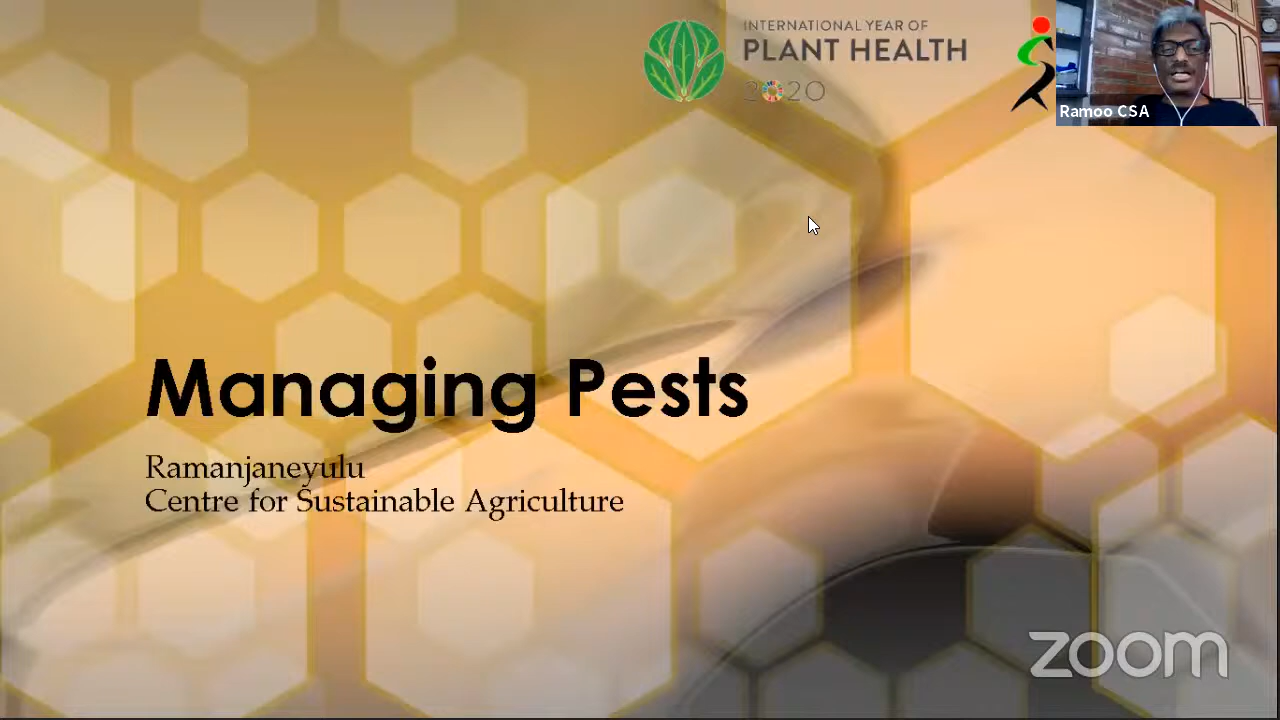 INTERNATIONAL YEAR OF
PLANT HEALTH
2020
Ramoo CSA
Managing Pests
Ramanjaneyulu
Centre for Sustainable Agriculture
zoom